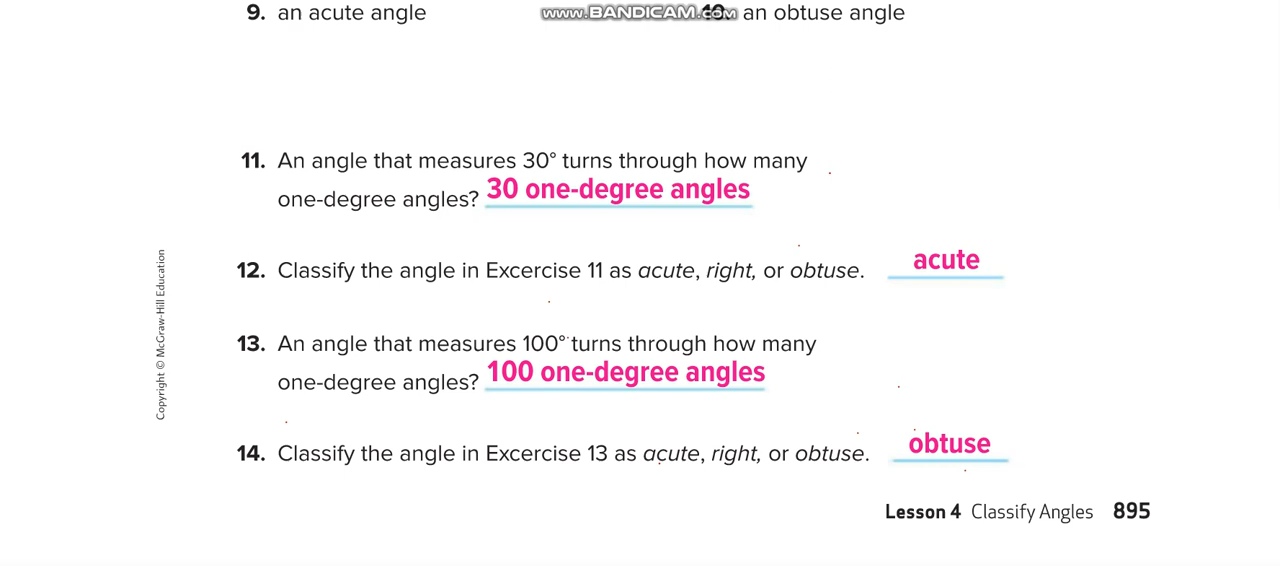 9. an acute angle
www.BANDICAM.com
10. an obtuse angle
11. An angle that measures 30° turns through how many
one-degree angles? 30 one-degree angles
12. Classify the angle in Excercise 11 as acute, right, or obtuse. acute
13. An angle that measures 100° turns through how many
one-degree angles? 100 one-degree angles
14. Classify the angle in Excercise 13 as acute, right, or obtuse. obtuse
Copyright © McGraw-Hill Education
Lesson 4 Classify Angles 895